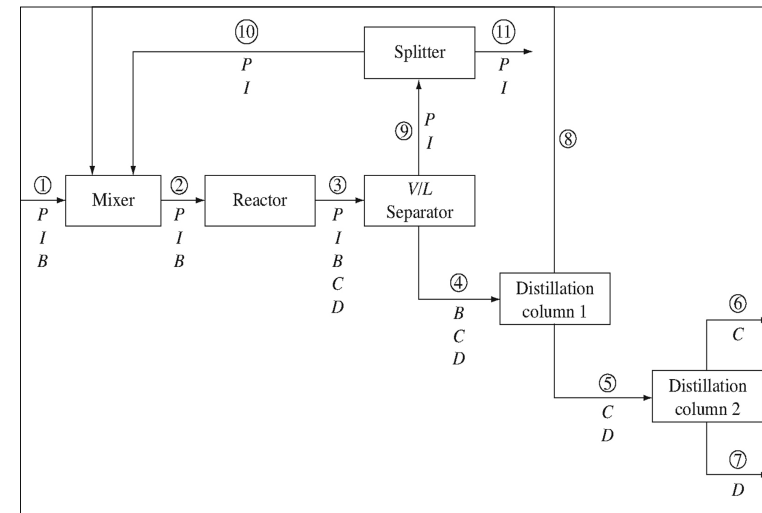 ⑩
P
I
Splitter
⑪
P
I
⑨
P
I
⑧
①
P
I
B
Mixer
②
P
I
B
Reactor
③
P
I
B
C
D
V/L
Separator
④
B
C
D
Distillation
column 1
⑤
C
D
⑥
C
Distillation
column 2
⑦
D